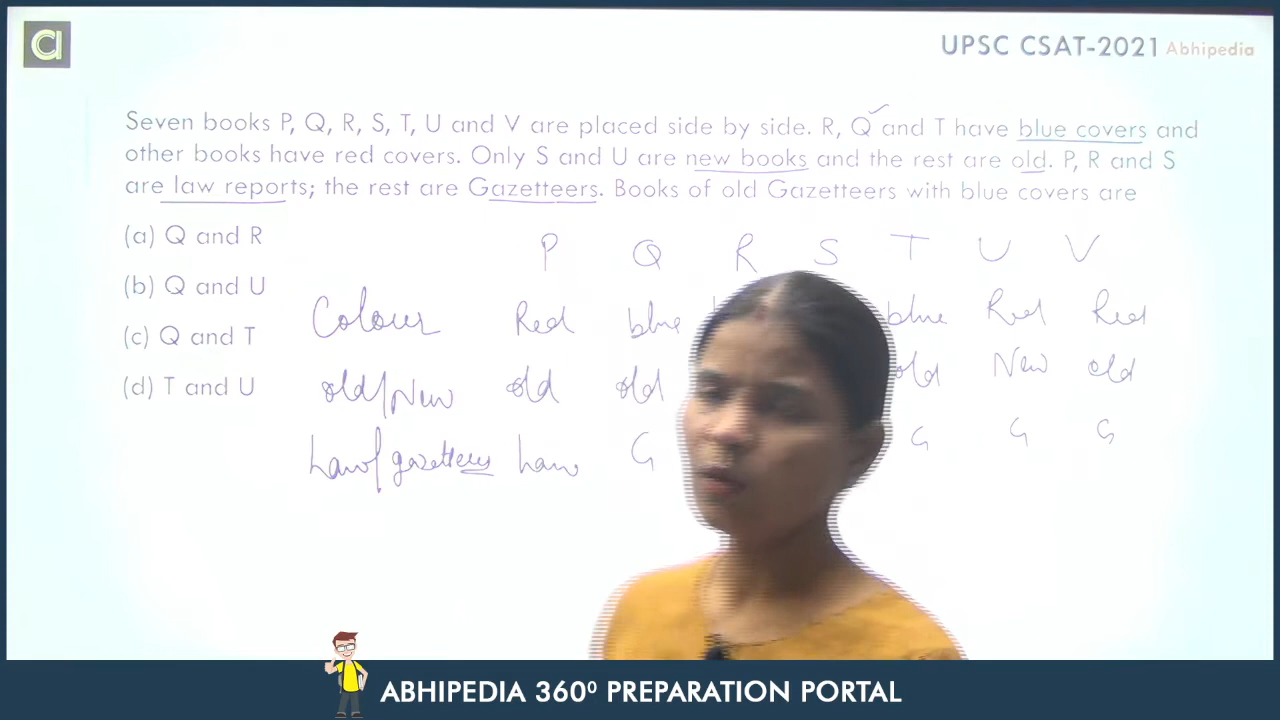 UPSC CSAT-2021 Abhipedia
Seven books P, Q, R, S, T, U and V are placed side by side. R, Q and T have blue covers and
other books have red covers. Only S and U are new books and the rest are old. P, R and S
are law reports; the rest are Gazetteers. Books of old Gazetteers with blue covers are
(a) Q and R
(b) Q and U
(c) Q and T
(d) T and U
P Q R S T U V
Colour Red blue blue Red Red
old/New old old old New old
Law/gazetteers Law G G G G
ABHIPEDIA 360⁰ PREPARATION PORTAL